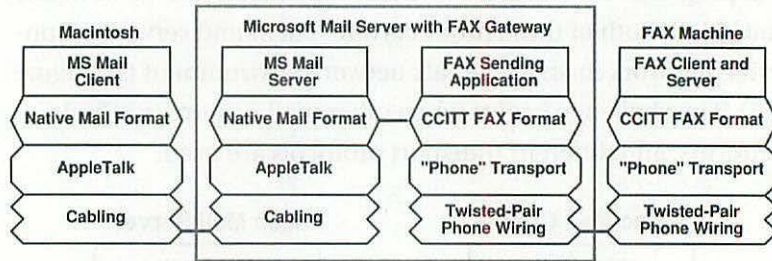 Microsoft Mail Server with FAX Gateway
Macintosh
MS Mail
Client
Native Mail Format
AppleTalk
Cabling
MS Mail
Server
Native Mail Format
AppleTalk
Cabling
FAX Sending
Application
CCITT FAX Format
"Phone" Transport
Twisted-Pair
Phone Wiring
FAX Machine
FAX Client and
Server
CCITT FAX Format
"Phone" Transport
Twisted-Pair
Phone Wiring